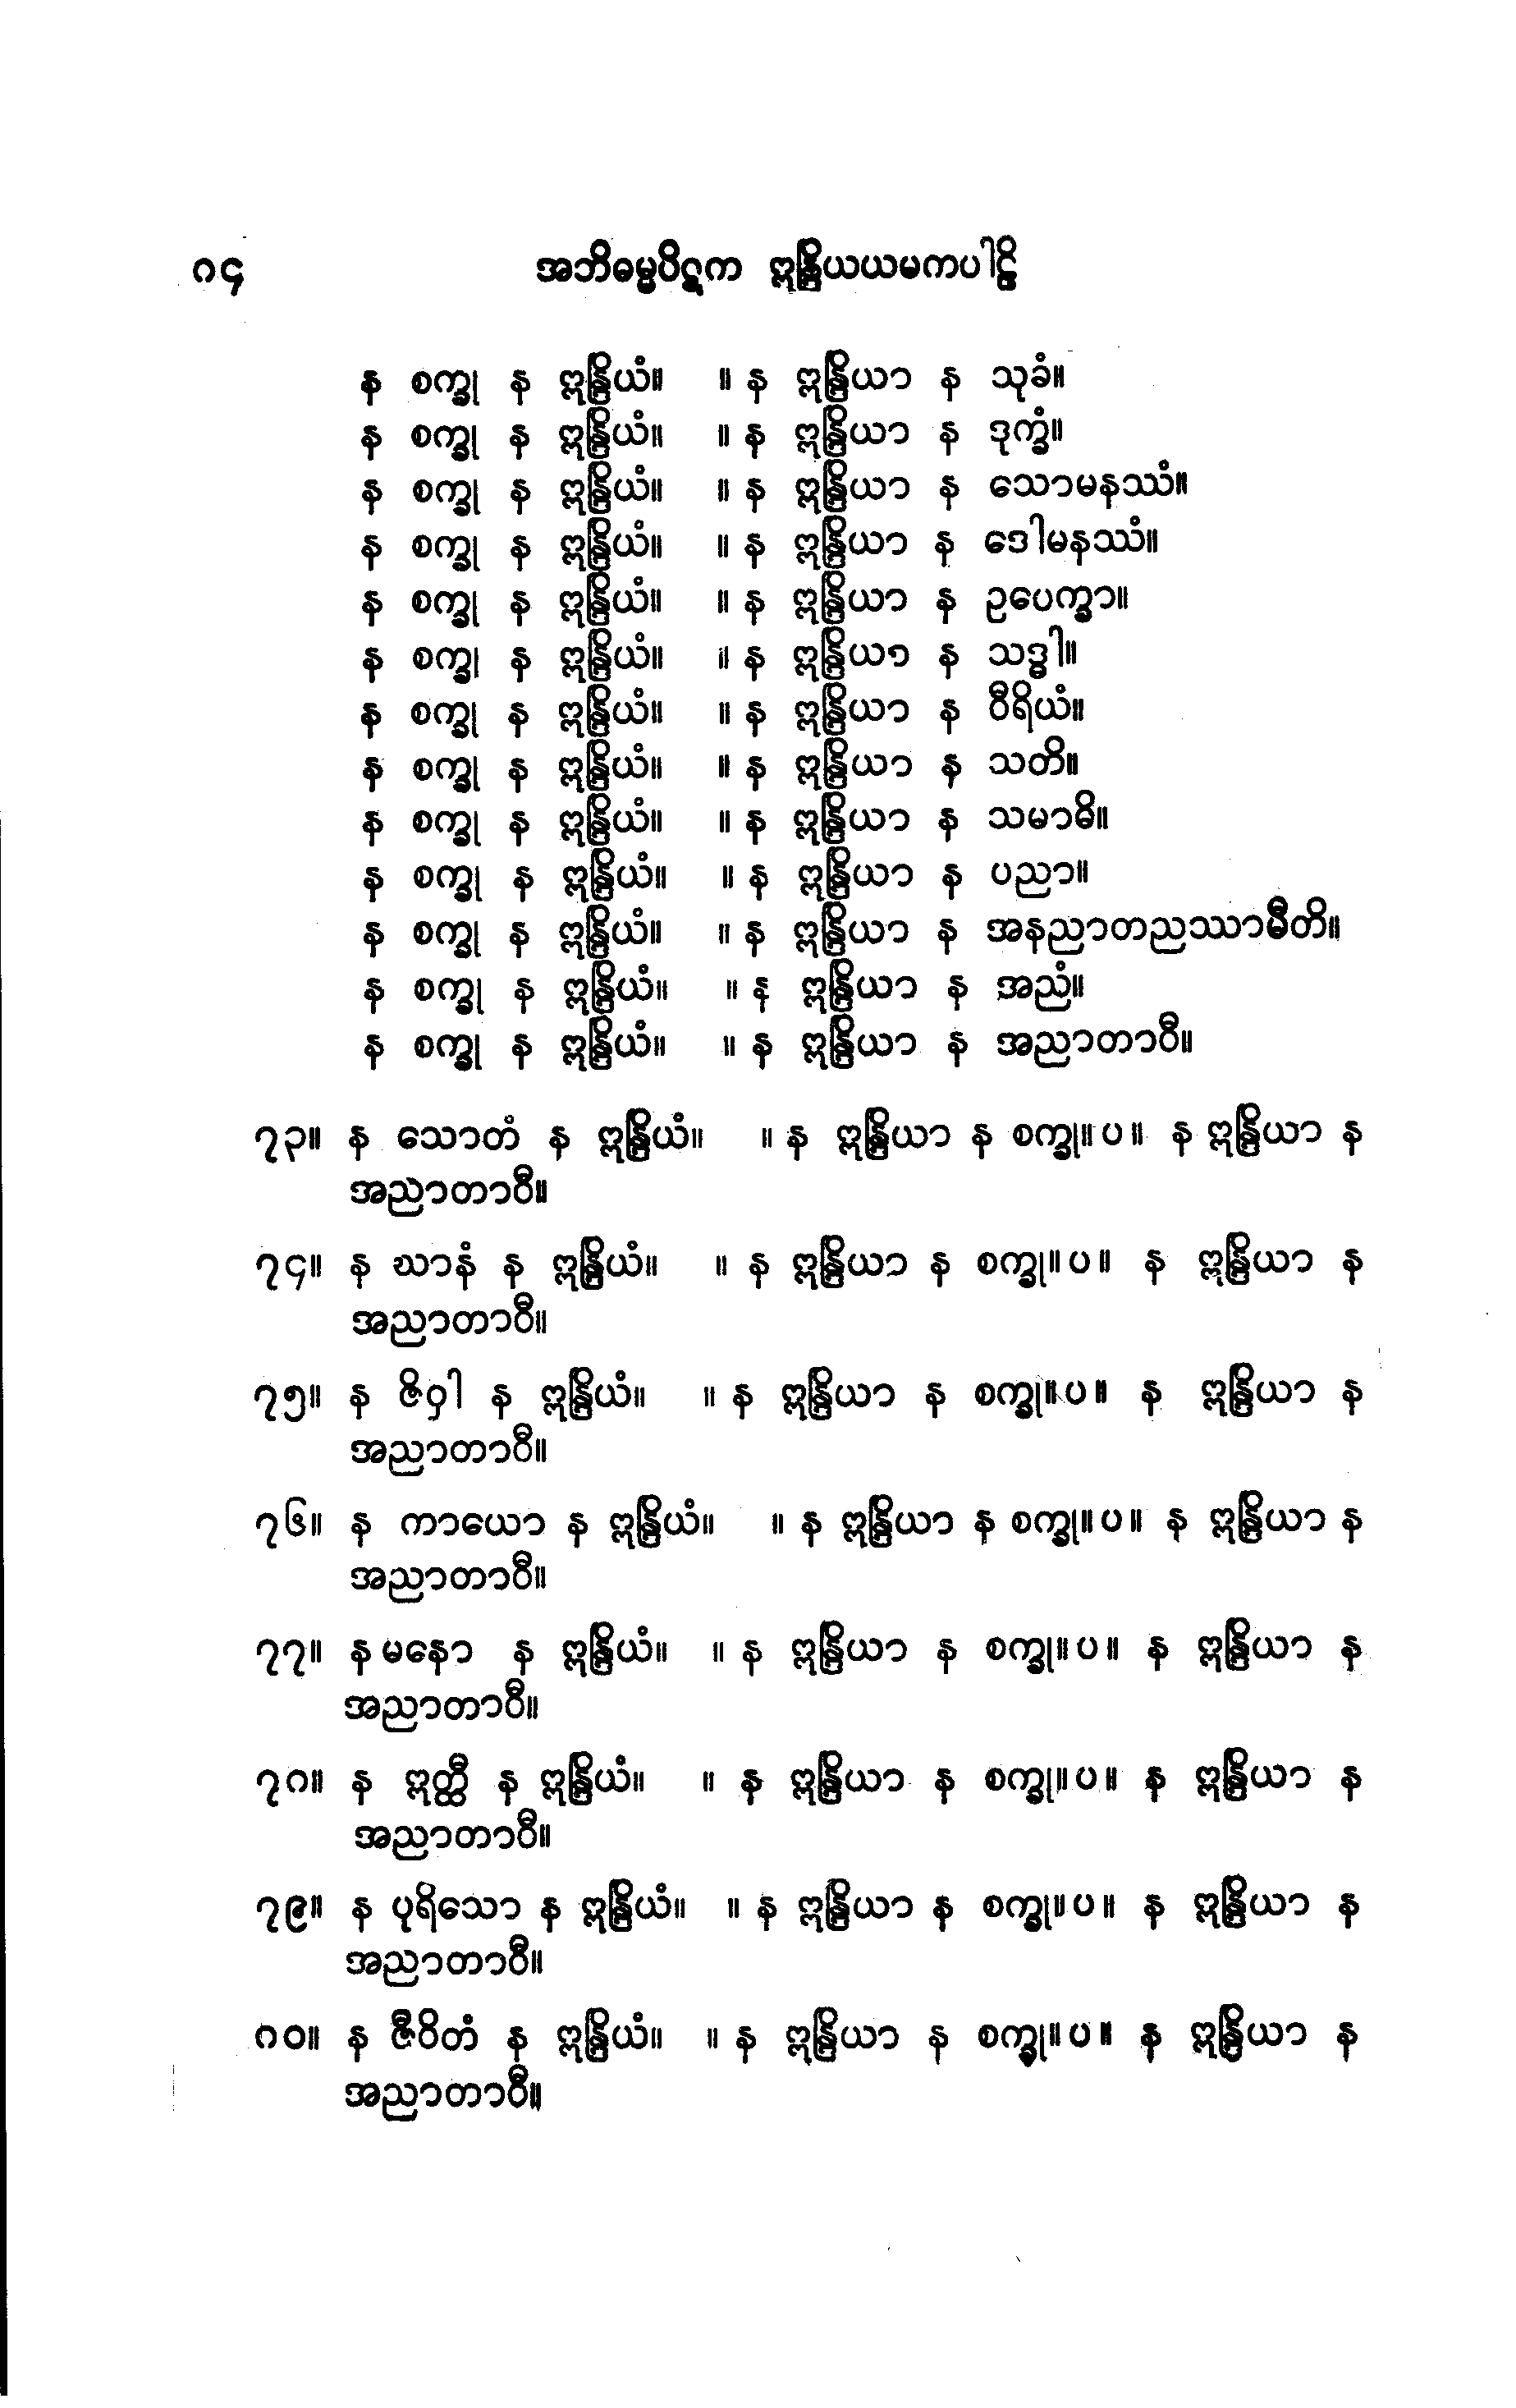 ၈၄ အဘိဓမ္မပိဋက ဣန္ဒြိယယမကပါဠိ
န စက္ခု န ဣန္ဒြိယံ။ ။ န ဣန္ဒြိယာ န သုခံ။
န စက္ခု န ဣန္ဒြိယံ။ ။ န ဣန္ဒြိယာ န ဒုက္ခံ။
န စက္ခု န ဣန္ဒြိယံ။ ။ န ဣန္ဒြိယာ န သောမနဿံ။
န စက္ခု န ဣန္ဒြိယံ။ ။ န ဣန္ဒြိယာ န ဒေါမနဿံ။
န စက္ခု န ဣန္ဒြိယံ။ ။ န ဣန္ဒြိယာ န ဥပေက္ခာ။
န စက္ခု န ဣန္ဒြိယံ။ ။ န ဣန္ဒြိယာ န သဒ္ဓါ။
န စက္ခု န ဣန္ဒြိယံ။ ။ န ဣန္ဒြိယာ န ဝီရိယံ။
န စက္ခု န ဣန္ဒြိယံ။ ။ န ဣန္ဒြိယာ န သတိ။
န စက္ခု န ဣန္ဒြိယံ။ ။ န ဣန္ဒြိယာ န သမာဓိ။
န စက္ခု န ဣန္ဒြိယံ။ ။ န ဣန္ဒြိယာ န ပညာ။
န စက္ခု န ဣန္ဒြိယံ။ ။ န ဣန္ဒြိယာ န အနညာတညဿာမီတိ။
န စက္ခု န ဣန္ဒြိယံ။ ။ န ဣန္ဒြိယာ န အညံ။
န စက္ခု န ဣန္ဒြိယံ။ ။ န ဣန္ဒြိယာ န အညာတာဝီ။
၇၃။ န သောတံ န ဣန္ဒြိယံ။ ။ န ဣန္ဒြိယာ န စက္ခု။ပ။ န ဣန္ဒြိယာ န
အညာတာဝီ။
၇၄။ န ဃာနံ န ဣန္ဒြိယံ။ ။ န ဣန္ဒြိယာ န စက္ခု။ပ။ န ဣန္ဒြိယာ န
အညာတာဝီ။
၇၅။ န ဇိဝှါ န ဣန္ဒြိယံ။ ။ န ဣန္ဒြိယာ န စက္ခု။ပ။ န ဣန္ဒြိယာ န
အညာတာဝီ။
၇၆။ န ကာယော န ဣန္ဒြိယံ။ ။ န ဣန္ဒြိယာ န စက္ခု။ပ။ န ဣန္ဒြိယာ န
အညာတာဝီ။
၇၇။ န မနော န ဣန္ဒြိယံ။ ။ န ဣန္ဒြိယာ န စက္ခု။ပ။ န ဣန္ဒြိယာ န
အညာတာဝီ။
၇၈။ န ဣတ္ထီ န ဣန္ဒြိယံ။ ။ န ဣန္ဒြိယာ န စက္ခု။ပ။ န ဣန္ဒြိယာ န
အညာတာဝီ။
၇၉။ န ပုရိသော န ဣန္ဒြိယံ။ ။ န ဣန္ဒြိယာ န စက္ခု။ပ။ န ဣန္ဒြိယာ န
အညာတာဝီ။
၈၀။ န ဇီဝိတံ န ဣန္ဒြိယံ။ ။ န ဣန္ဒြိယာ န စက္ခု။ပ။ န ဣန္ဒြိယာ န
အညာတာဝီ။